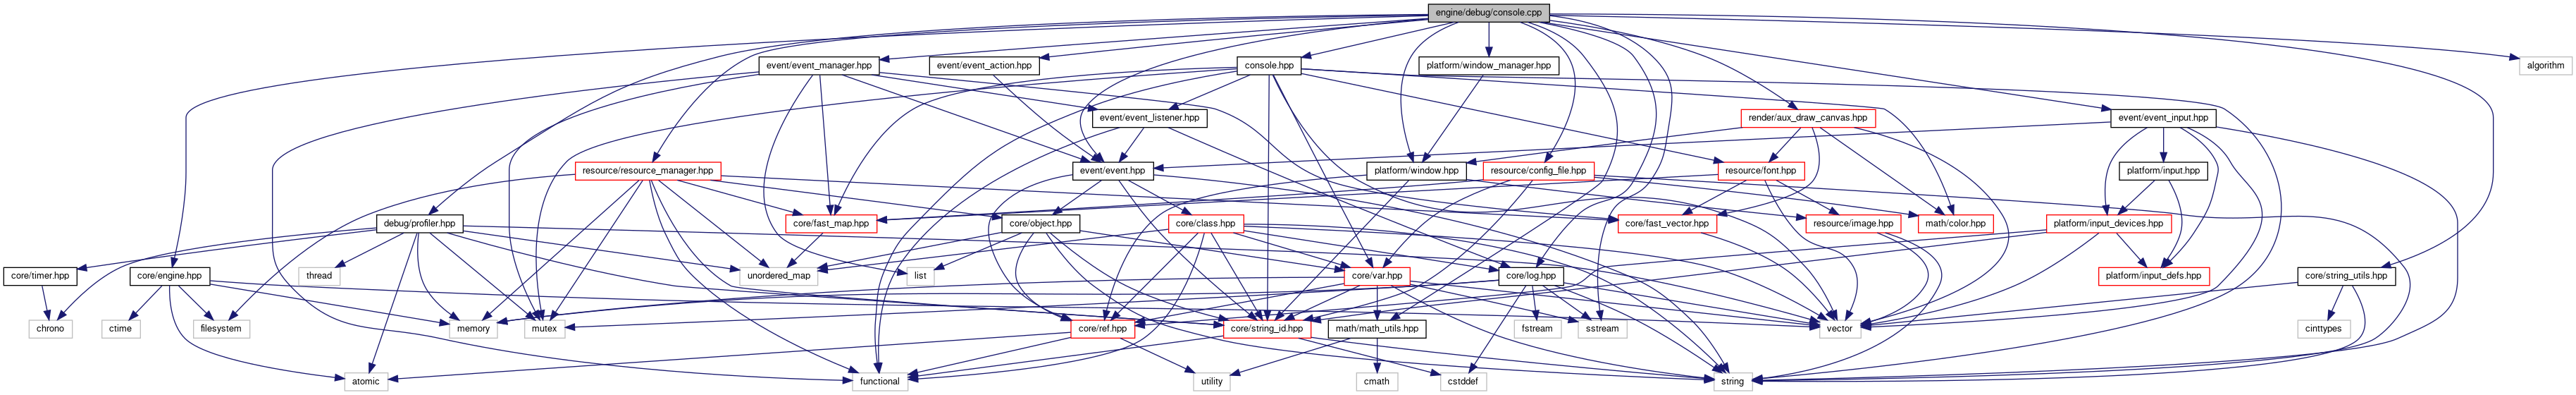 engine/debug/console.cpp
event/event_manager.hpp
event/event_action.hpp
console.hpp
platform/window_manager.hpp
algorithm
event/event_listener.hpp
render/aux_draw_canvas.hpp
event/event_input.hpp
resource/resource_manager.hpp
event/event.hpp
platform/window.hpp
resource/config_file.hpp
resource/font.hpp
platform/input.hpp
debug/profiler.hpp
core/fast_map.hpp
core/object.hpp
core/class.hpp
core/fast_vector.hpp
resource/image.hpp
math/color.hpp
platform/input_devices.hpp
core/timer.hpp
core/engine.hpp
thread
unordered_map
list
core/var.hpp
core/log.hpp
platform/input_defs.hpp
core/string_utils.hpp
chrono
ctime
filesystem
memory
mutex
core/ref.hpp
core/string_id.hpp
math/math_utils.hpp
fstream
sstream
vector
cinttypes
atomic
functional
utility
cmath
cstddef
string